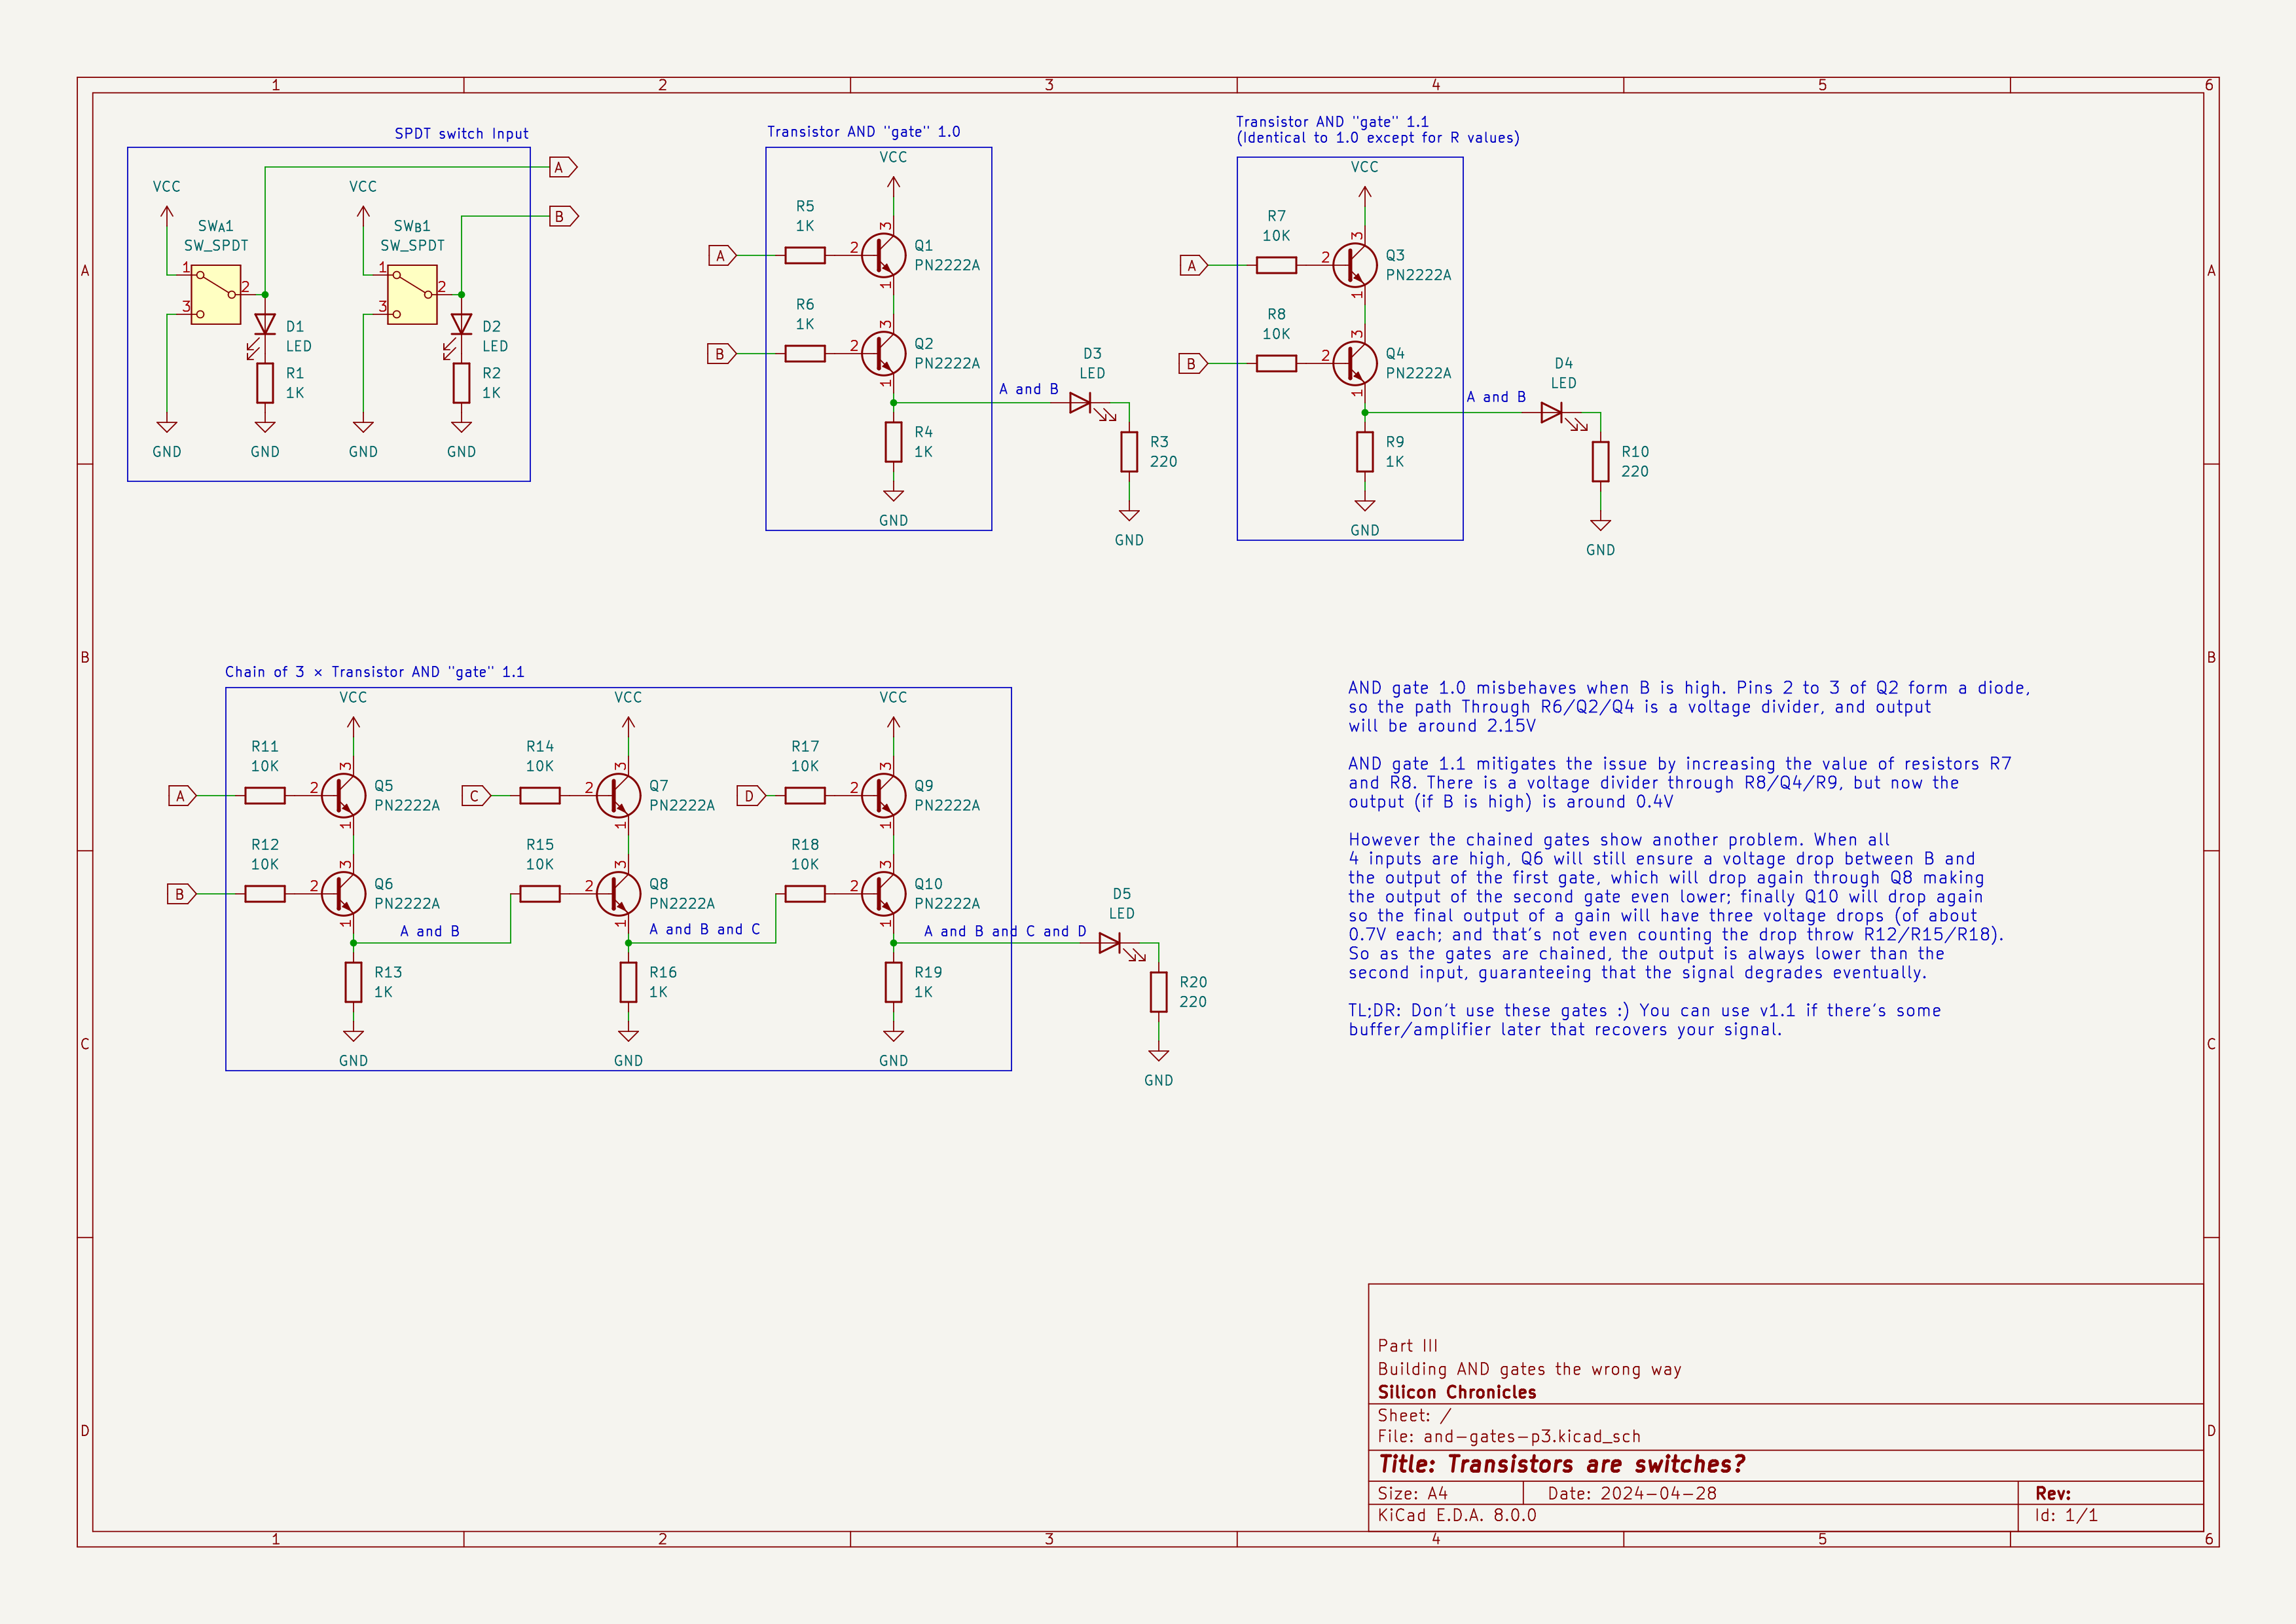 1 2 3 4 5 6
A
B
C
D
A
B
C
D
1 2 3 4 5 6
SPDT switch Input
VCC
VCC
SWA1
SW_SPDT
SWB1
SW_SPDT
1
2
3
1
2
3
A
B
D1
LED
R1
1K
D2
LED
R2
1K
GND
GND
GND
GND
Transistor AND "gate" 1.0
VCC
R5
1K
A
2
3
1
Q1
PN2222A
R6
1K
B
2
3
1
Q2
PN2222A
A and B
D3
LED
R4
1K
R3
220
GND
GND
Transistor AND "gate" 1.1
(Identical to 1.0 except for R values)
VCC
R7
10K
A
2
3
1
Q3
PN2222A
R8
10K
B
2
3
1
Q4
PN2222A
A and B
D4
LED
R9
1K
R10
220
GND
GND
Chain of 3 × Transistor AND "gate" 1.1
VCC
R11
10K
A
2
3
1
Q5
PN2222A
R12
10K
B
2
3
1
Q6
PN2222A
A and B
R13
1K
GND
VCC
R14
10K
C
2
3
1
Q7
PN2222A
R15
10K
2
3
1
Q8
PN2222A
A and B and C
R16
1K
GND
VCC
R17
10K
D
2
3
1
Q9
PN2222A
R18
10K
2
3
1
Q10
PN2222A
A and B and C and D
R19
1K
GND
D5
LED
R20
220
GND
AND gate 1.0 misbehaves when B is high. Pins 2 to 3 of Q2 form a diode,
so the path Through R6/Q2/Q4 is a voltage divider, and output
will be around 2.15V
AND gate 1.1 mitigates the issue by increasing the value of resistors R7
and R8. There is a voltage divider through R8/Q4/R9, but now the
output (if B is high) is around 0.4V
However the chained gates show another problem. When all
4 inputs are high, Q6 will still ensure a voltage drop between B and
the output of the first gate, which will drop again through Q8 making
the output of the second gate even lower; finally Q10 will drop again
so the final output of a gain will have three voltage drops (of about
0.7V each; and that's not even counting the drop throw R12/R15/R18).
So as the gates are chained, the output is always lower than the
second input, guaranteeing that the signal degrades eventually.
TL;DR: Don't use these gates :) You can use v1.1 if there's some
buffer/amplifier later that recovers your signal.
Part III
Building AND gates the wrong way
Silicon Chronicles
Sheet: /
File: and-gates-p3.kicad_sch
Title: Transistors are switches?
Size: A4 Date: 2024-04-28 Rev:
KiCad E.D.A. 8.0.0 Id: 1/1